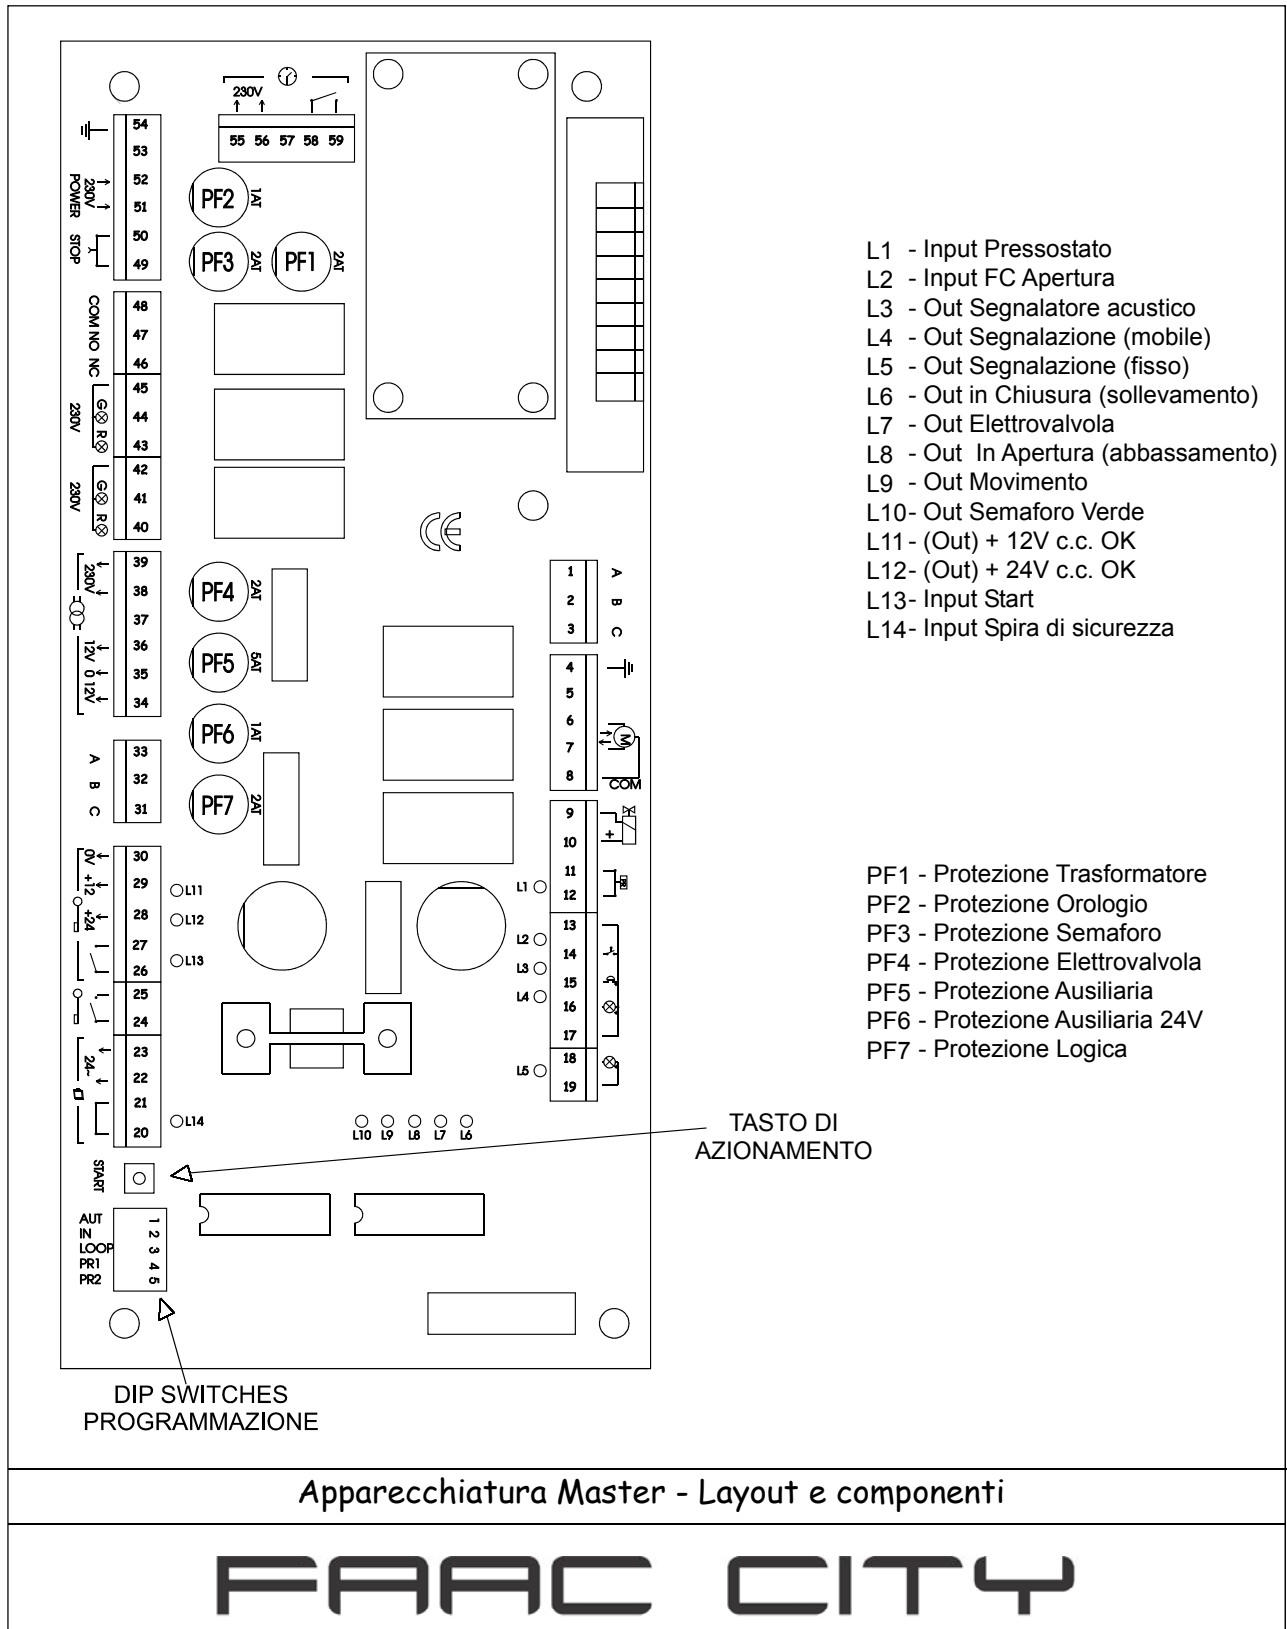 230V
55 56 57 58 59
54
53
52
51
50
49
230V
POWER
STOP
PF2 1AT
PF3 2AT
PF1 2AT
48
47
46
COM NO NC
45
44
43
G R
230V
42
41
40
G R
230V
39
38
37
36
35
34
230V
12V 0 12V
PF4 2AT
PF5 5AT
PF6 1AT
PF7 2AT
33
32
31
A
B
C
30
29
28
27
26
0V +12 +24
L11
L12
L13
25
24
23
22
21
20
24~
L14
START
AUT 1
IN 2
LOOP 3
PR1 4
PR2 5
CE
1 A
2 B
3 C
4
5
6
7
8
M
COM
9
10
+
11
12
L1
PR
13
14
15
16
17
L2
L3
L4
18
19
L5
L10 L9 L8 L7 L6
L1 - Input Pressostato
L2 - Input FC Apertura
L3 - Out Segnalatore acustico
L4 - Out Segnalazione (mobile)
L5 - Out Segnalazione (fisso)
L6 - Out in Chiusura (sollevamento)
L7 - Out Elettrovalvola
L8 - Out In Apertura (abbassamento)
L9 - Out Movimento
L10- Out Semaforo Verde
L11- (Out) + 12V c.c. OK
L12- (Out) + 24V c.c. OK
L13- Input Start
L14- Input Spira di sicurezza
PF1 - Protezione Trasformatore
PF2 - Protezione Orologio
PF3 - Protezione Semaforo
PF4 - Protezione Elettrovalvola
PF5 - Protezione Ausiliaria
PF6 - Protezione Ausiliaria 24V
PF7 - Protezione Logica
TASTO DI
AZIONAMENTO
DIP SWITCHES
PROGRAMMAZIONE
Apparecchiatura Master - Layout e componenti
FAAC CITY